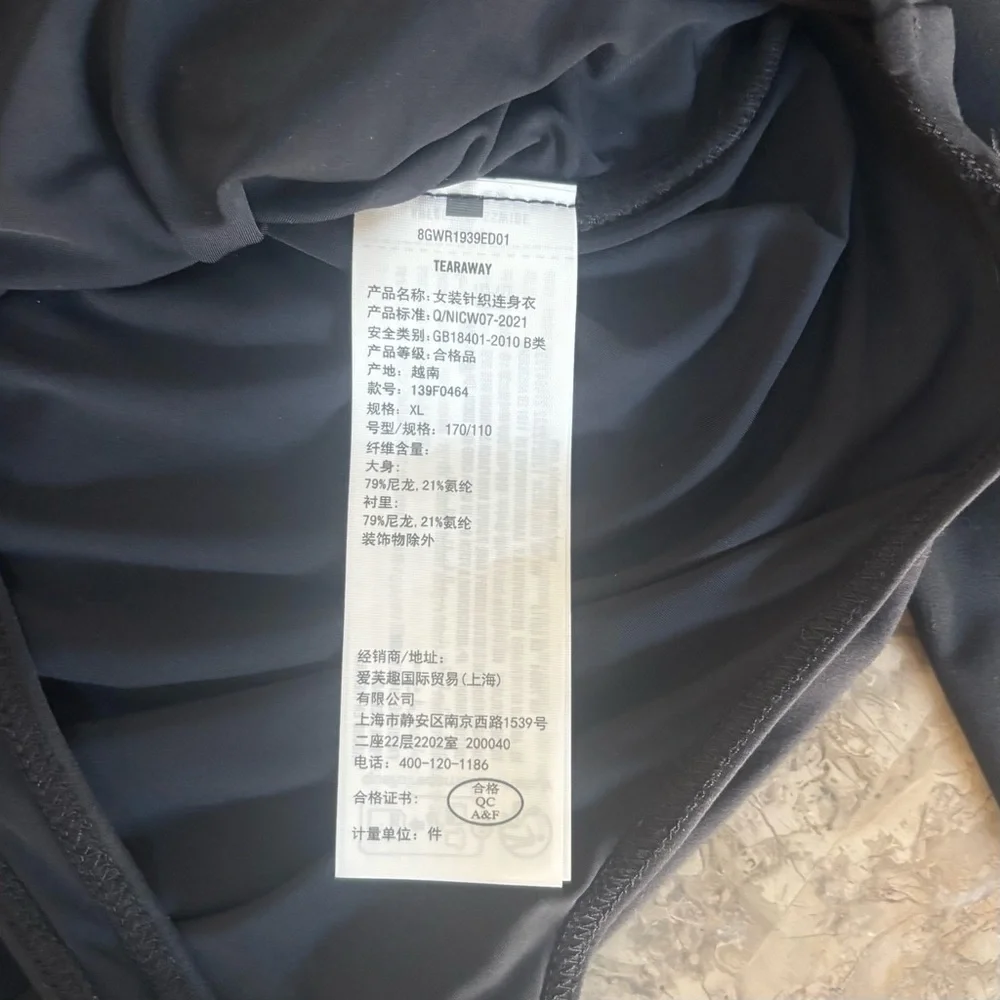 8GWR1939ED01
TEARAWAY
产品名称:女装针织连身衣
产品标准:Q/NICW07-2021
安全类别:GB18401-2010 B类
产品等级:合格品
产地: 越南
款号: 139F0464
规格: XL
号型/规格: 170/110
纤维含量:
大身:
79%尼龙,21%氨纶
衬里:
79%尼龙,21%氨纶
装饰物除外
经销商/地址:
爱芙趣国际贸易(上海)
有限公司
上海市静安区南京西路1539号
二座22层2202室 200040
电话: 400-120-1186
合格证书:
合格
QC
A&F
计量单位: 件